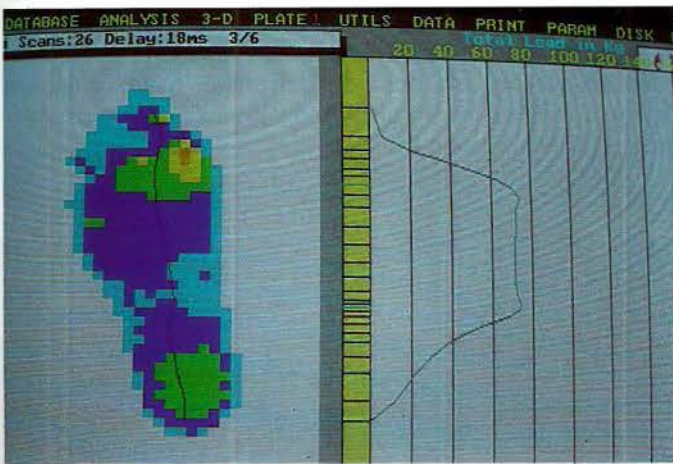 DATABASE ANALYSIS 3-D PLATE UTILS DATA PRINT PARAM DISK
Scans:26 Delay:18ms 3/6
Total Load in Kg
20 40 60 80 100 120